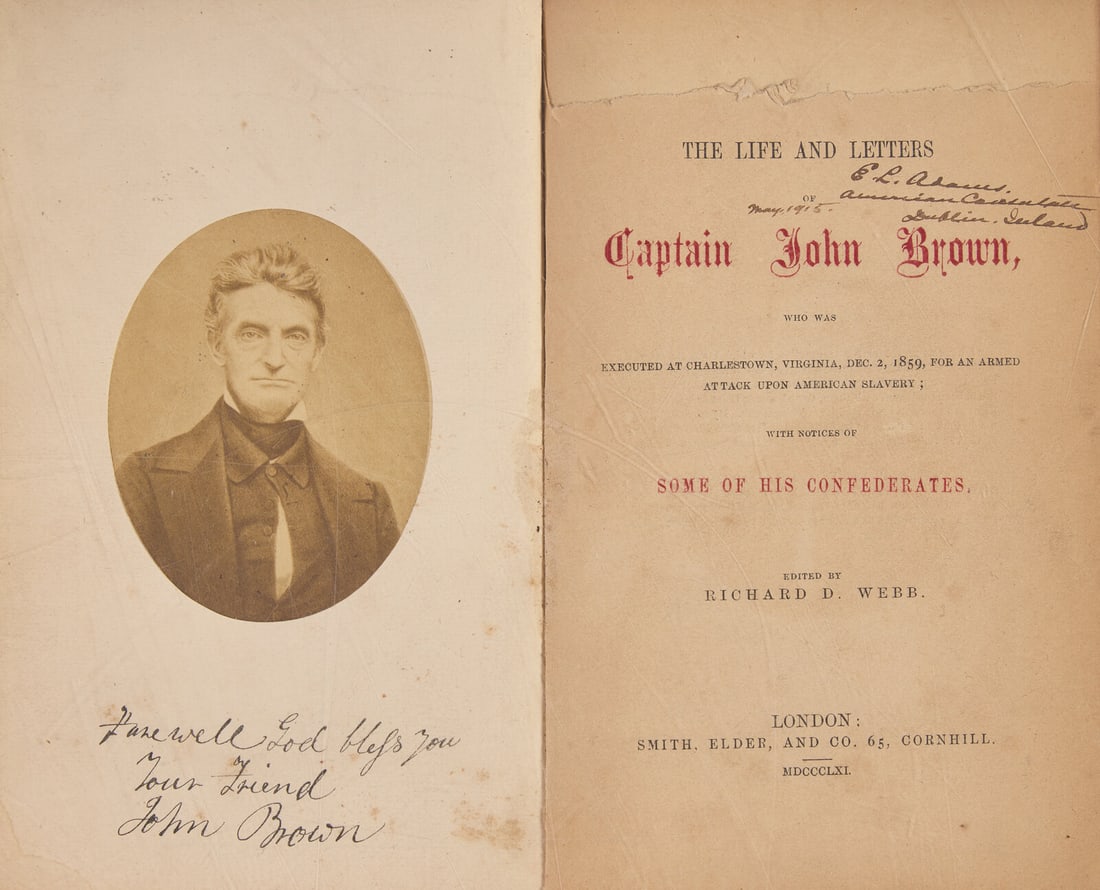 Farewell God bless you
Your Friend
John Brown
THE LIFE AND LETTERS
E. L. Adams.
OF
American Consulate
May. 1915.
Dublin. Ireland
Captain John Brown,
WHO WAS
EXECUTED AT CHARLESTOWN, VIRGINIA, DEC. 2, 1859, FOR AN ARMED
ATTACK UPON AMERICAN SLAVERY ;
WITH NOTICES OF
SOME OF HIS CONFEDERATES.
EDITED BY
RICHARD D. WEBB.
LONDON:
SMITH, ELDER, AND CO. 65, CORNHILL.
MDCCCLXI.